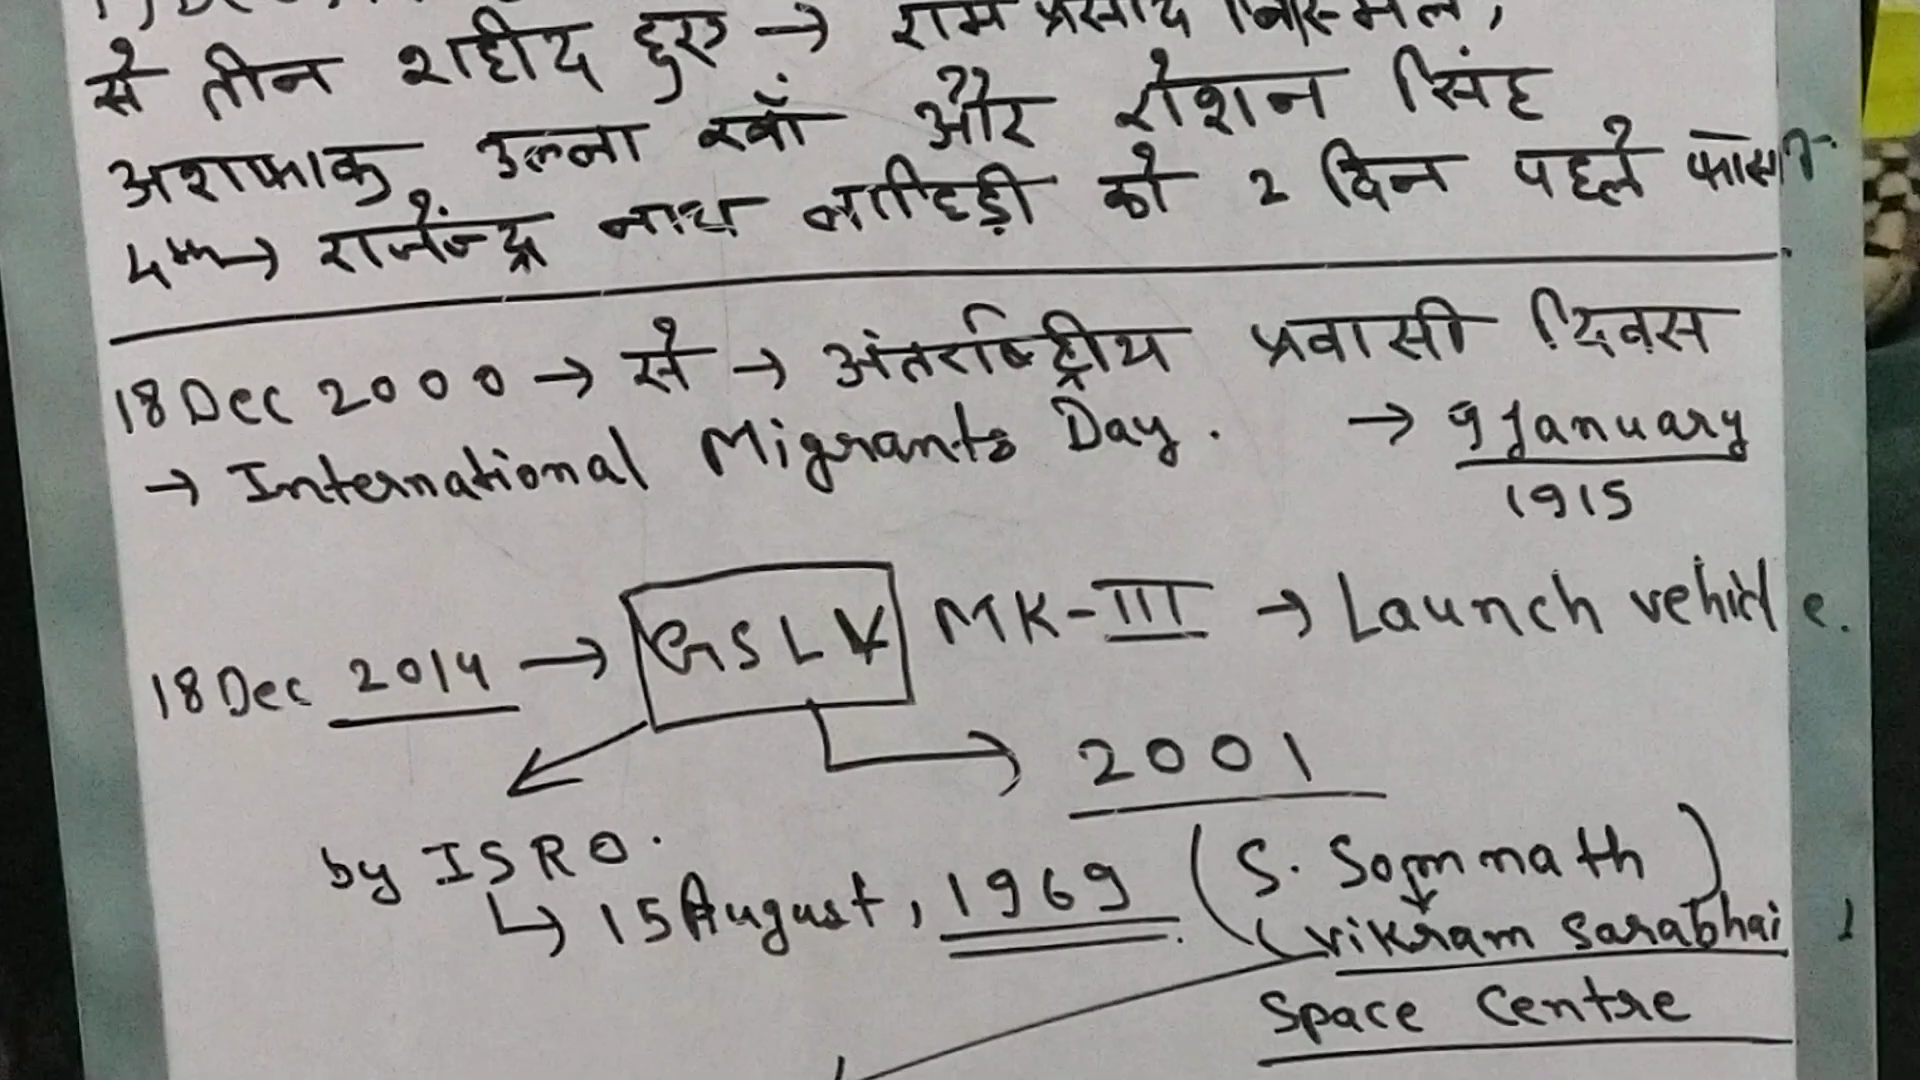 से तीन शहीद हुए → राम प्रसाद बिस्मिल,
अशफाक उल्ला खाँ और रोशन सिंह
4th → राजेंन्द्र नाथ लाहिड़ी को 2 दिन पहले फांसी
18 Dec 2000 → से → अंतर्राष्ट्रीय प्रवासी दिवस
→ International Migrants Day. → 9 January
1915
18 Dec 2014 → GSLV MK-III → Launch vehicle.
2001
by ISRO.
↳ 15 August, 1969. (S. Sommnath)
(Vikram Sarabhai
Space Centre